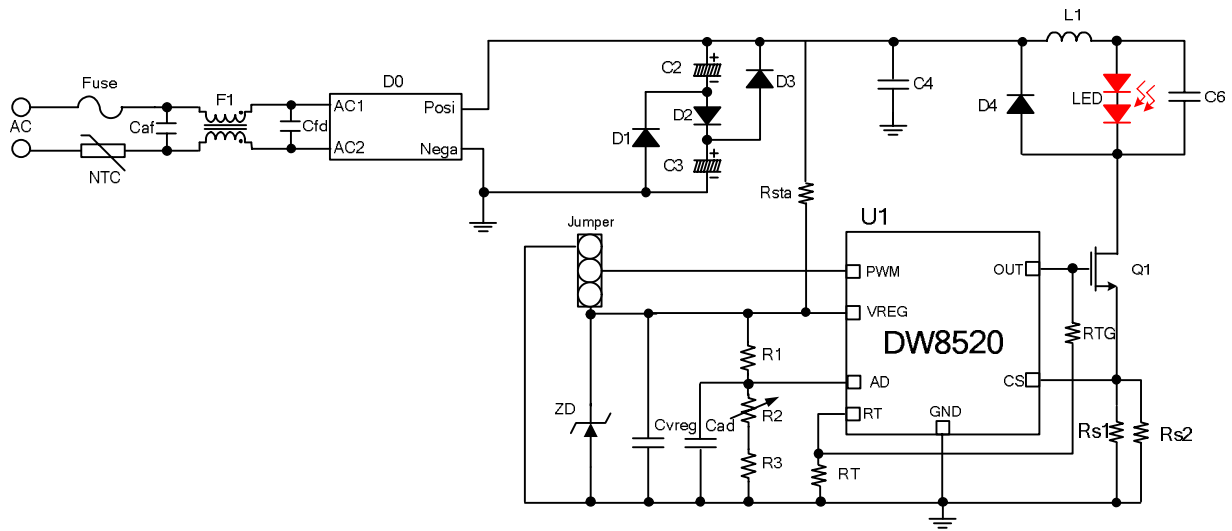 L1
C2
D3
Fuse
F1
D0
C4
LED
C6
D4
AC1
Posi
AC
Caf
Cfd
D2
D1
AC2
Nega
C3
NTC
Rsta
Jumper
U1
PWM
OUT
Q1
VREG
RTG
DW8520
R1
AD
CS
ZD
R2
RT
GND
Cvreg
Cad
Rs1
Rs2
R3
RT